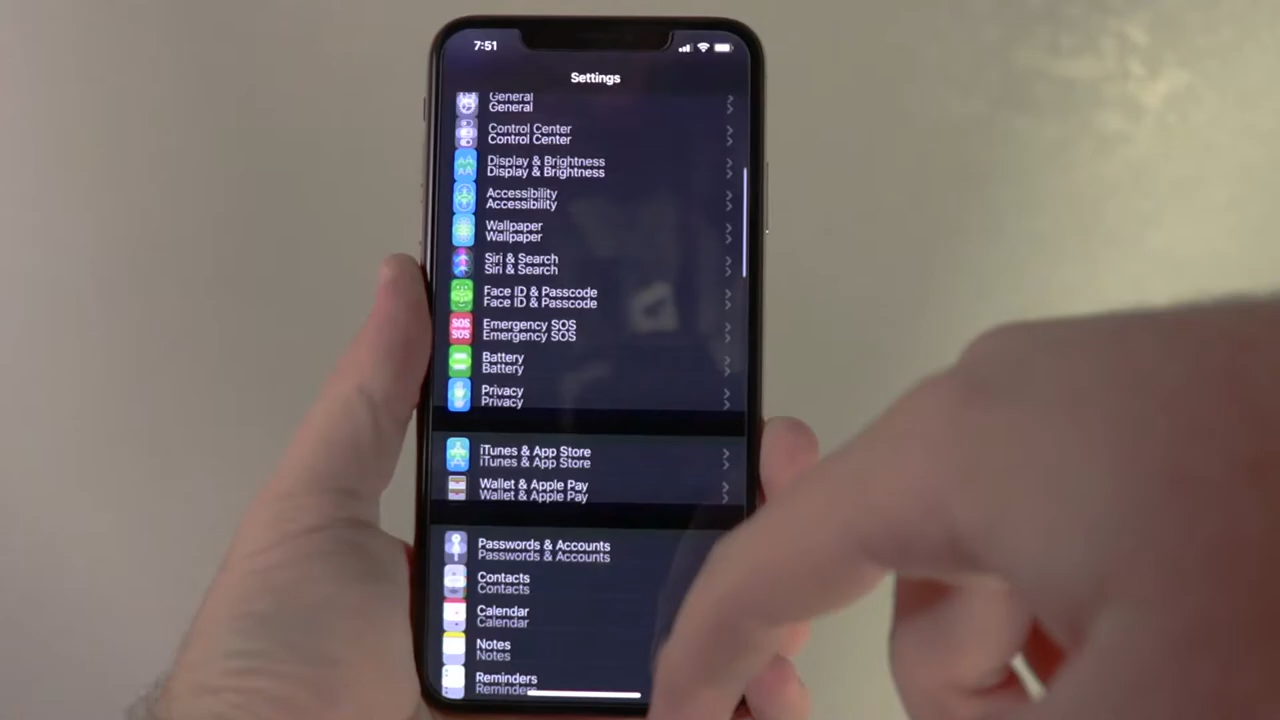 7:51
Settings
General
General
Control Center
Control Center
Display & Brightness
Display & Brightness
Accessibility
Accessibility
Wallpaper
Wallpaper
Siri & Search
Siri & Search
Face ID & Passcode
Face ID & Passcode
SOS
Emergency SOS
SOS
Emergency SOS
Battery
Battery
Privacy
Privacy
iTunes & App Store
iTunes & App Store
Wallet & Apple Pay
Wallet & Apple Pay
Passwords & Accounts
Passwords & Accounts
Contacts
Contacts
Calendar
Calendar
Notes
Notes
Reminders
Reminders